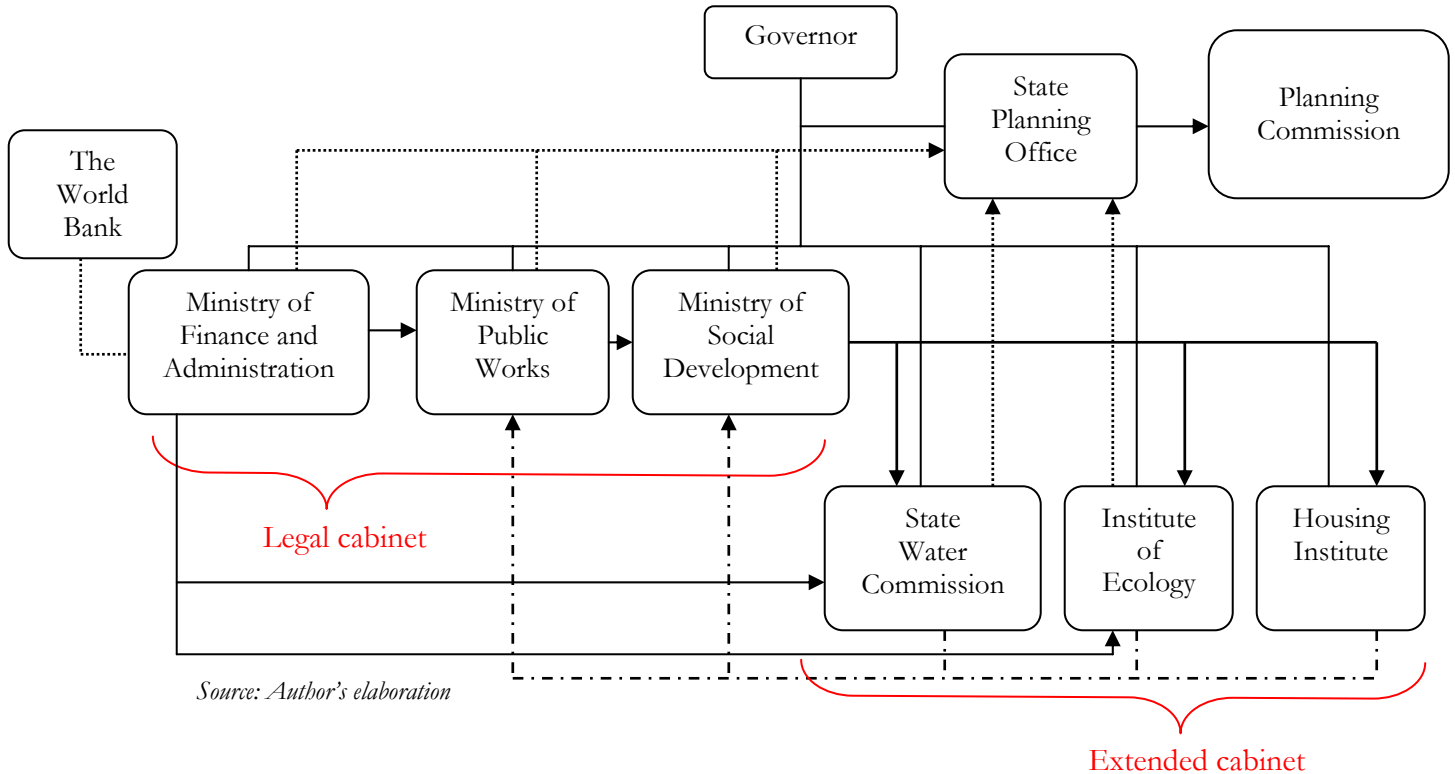 Governor
State
Planning
Office
Planning
Commission
The
World
Bank
Ministry of
Finance and
Administration
Ministry of
Public
Works
Ministry of
Social
Development
Legal cabinet
State
Water
Commission
Institute
of
Ecology
Housing
Institute
Source: Author's elaboration
Extended cabinet